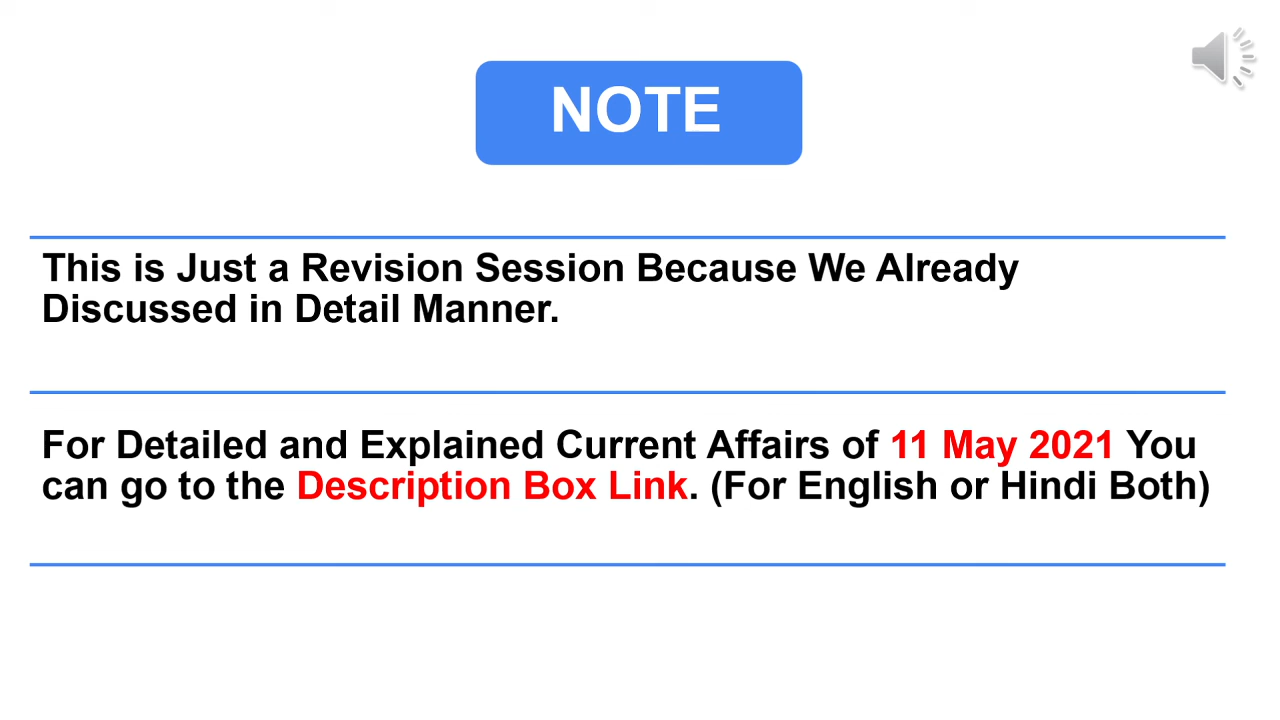 NOTE
This is Just a Revision Session Because We Already
Discussed in Detail Manner.
For Detailed and Explained Current Affairs of 11 May 2021 You
can go to the Description Box Link. (For English or Hindi Both)